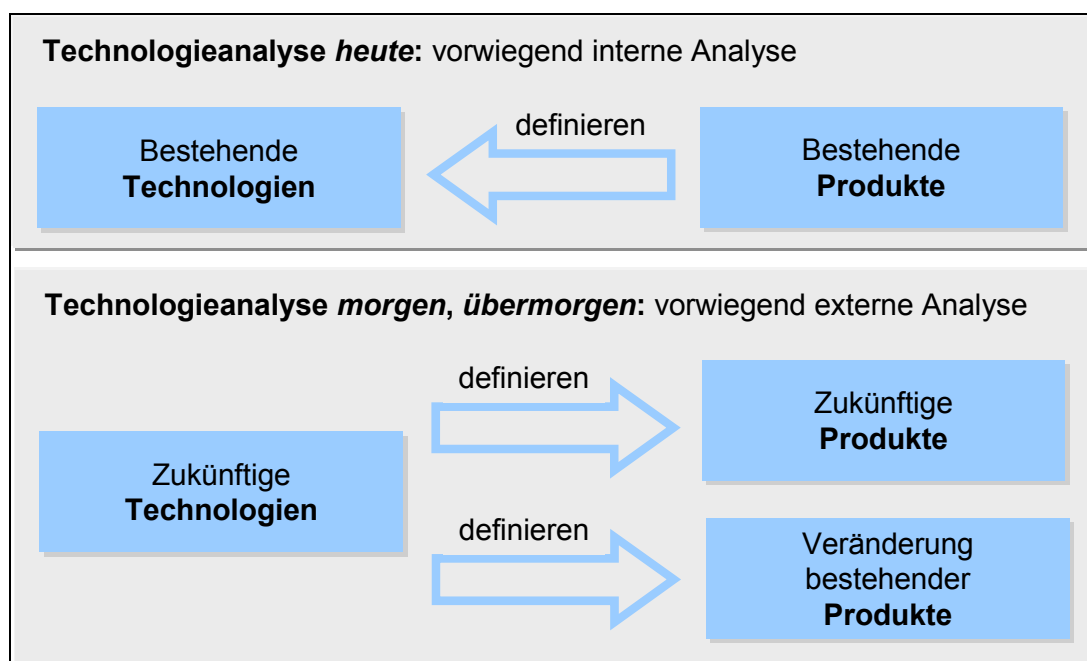 Technologieanalyse heute: vorwiegend interne Analyse
definieren
Bestehende
Technologien
Bestehende
Produkte
Technologieanalyse morgen, übermorgen: vorwiegend externe Analyse
definieren
Zukünftige
Produkte
Zukünftige
Technologien
definieren
Veränderung
bestehender
Produkte